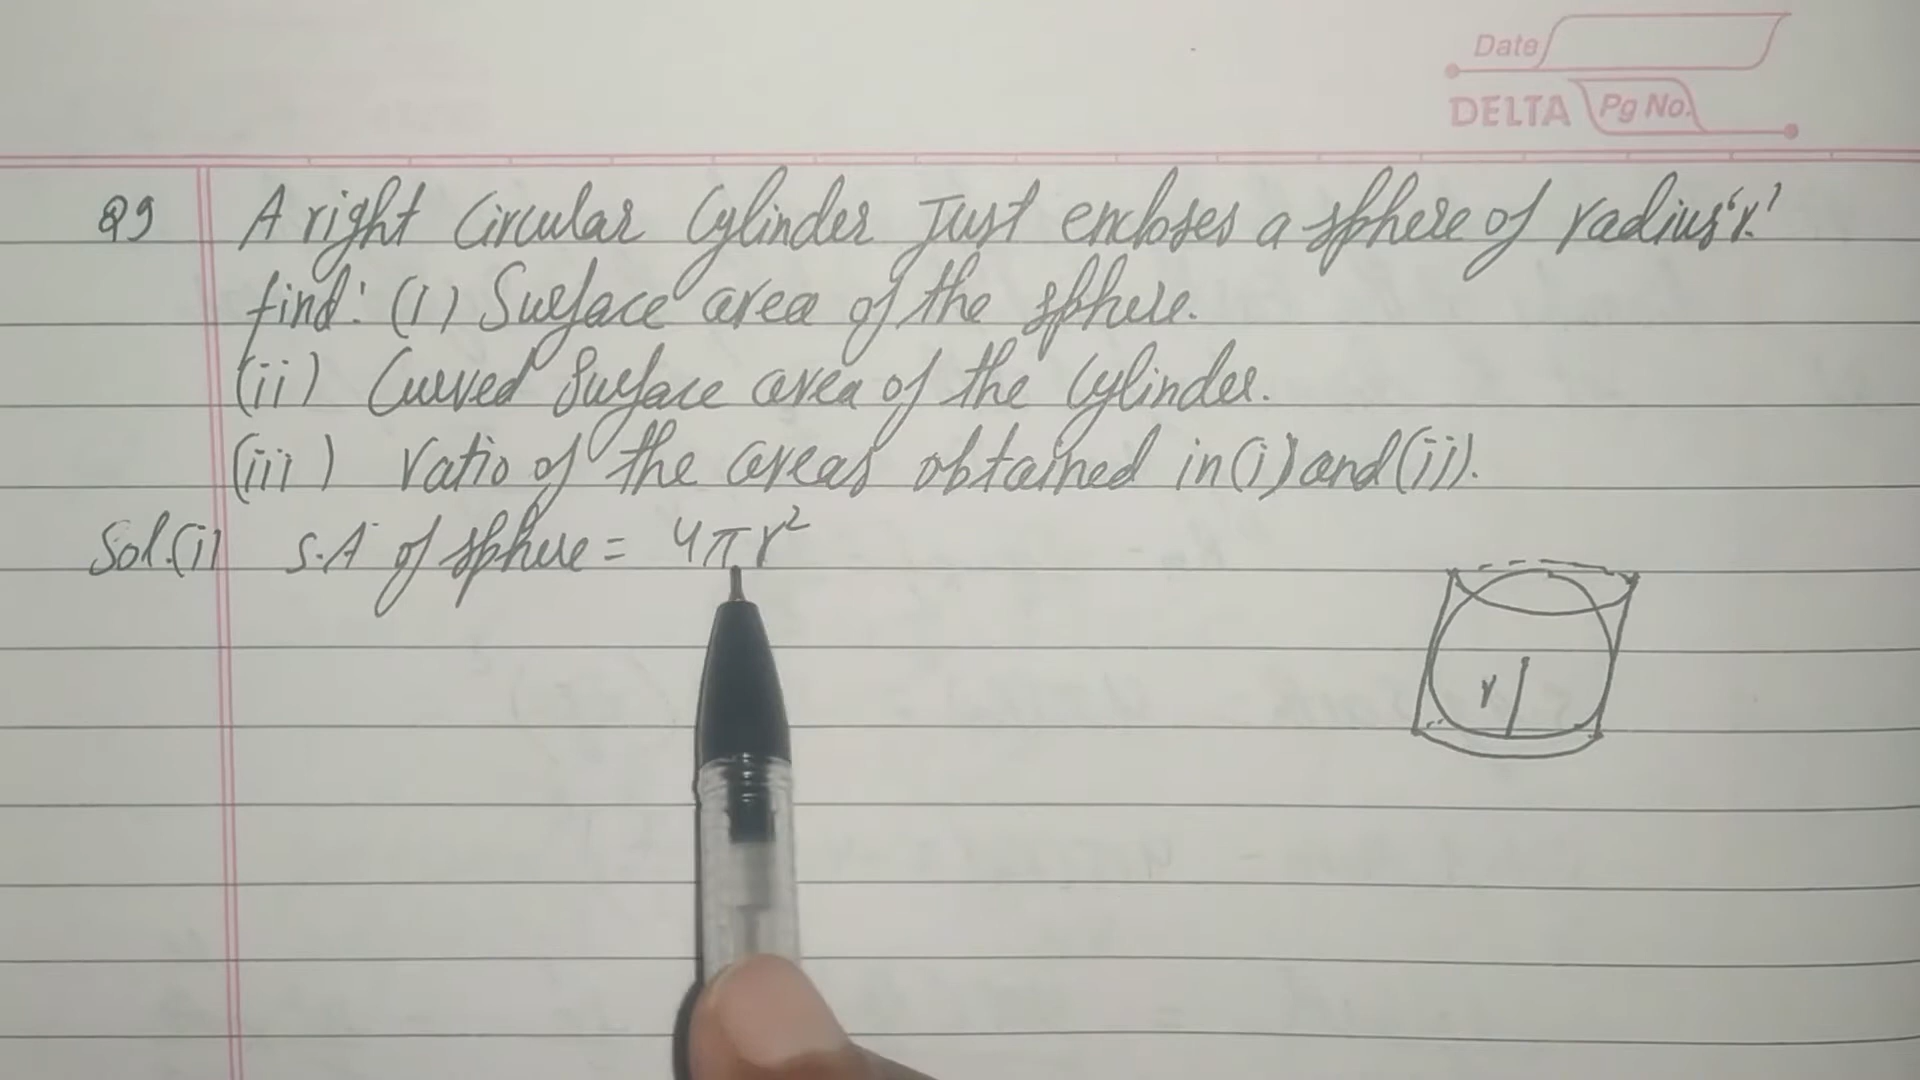 Date
DELTA Pg No.
Q9 A right Circular Cylinder Just encloses a sphere of radius 'r.'
find: (i) Surface area of the sphere.
(ii) Curved Surface area of the Cylinder.
(iii) ratio of the areas obtained in (i) and (ii).
Sol.(i) S.A of sphere = 4πr²
r